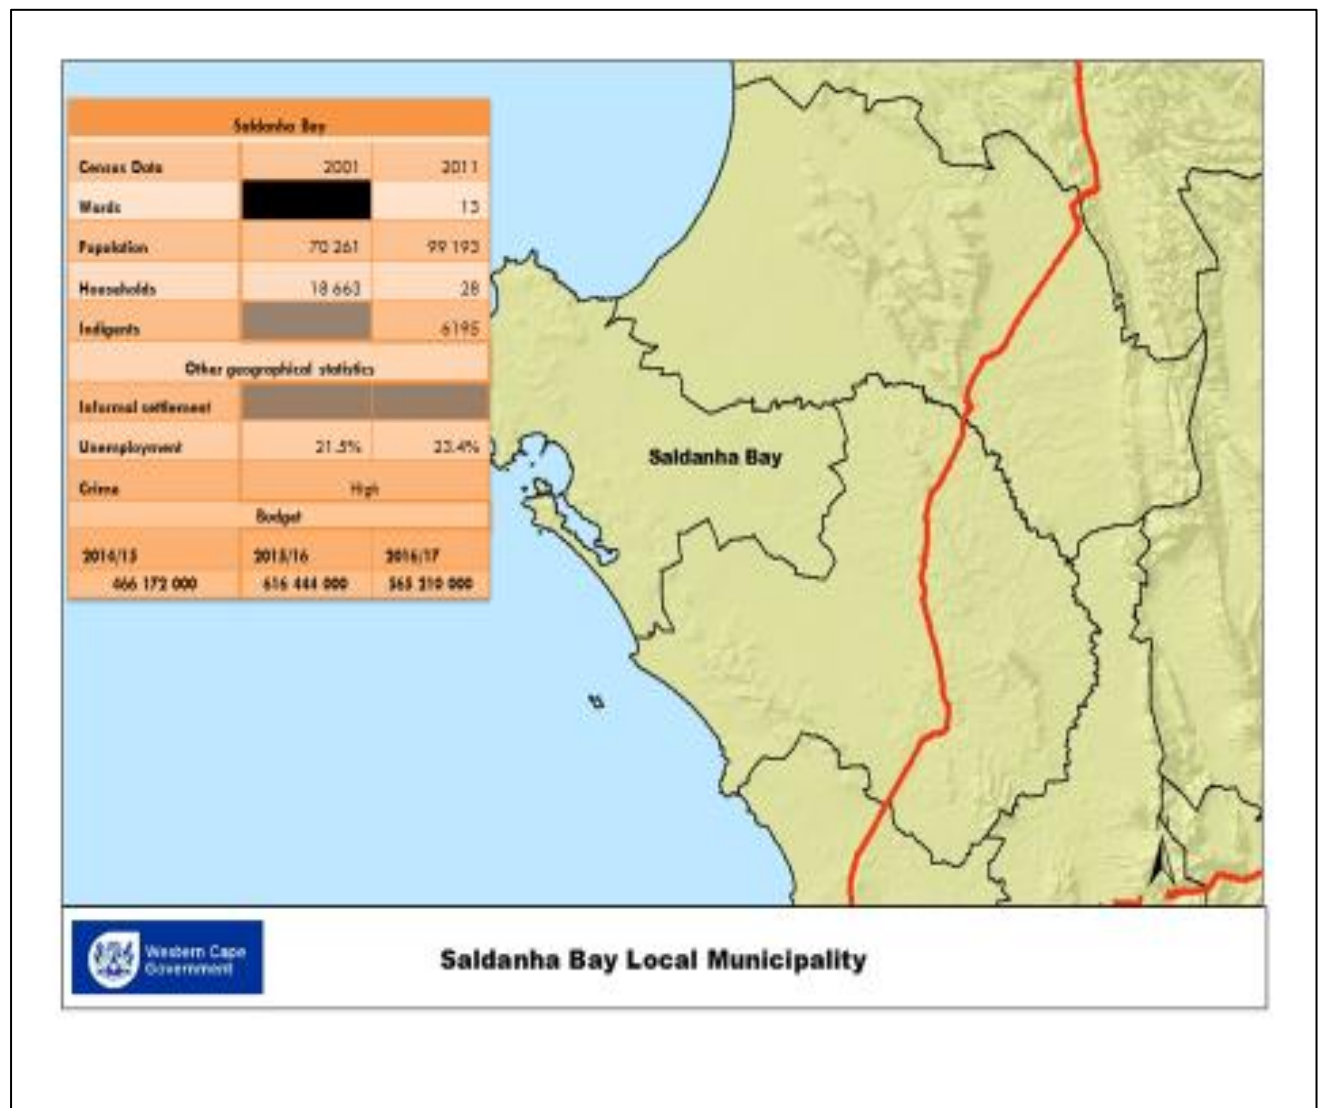 Saldanha Bay
Census Data 2001 2011
Wards 13
Population 70 261 99 193
Households 18 663 28
Indigents 6195
Other geographical statistics
Informal settlement
Unemployment 21.5% 23.4%
Crime High
Budget
2014/15 2015/16 2016/17
466 172 000 616 444 000 565 210 000
Saldanha Bay
Western Cape
Government
Saldanha Bay Local Municipality